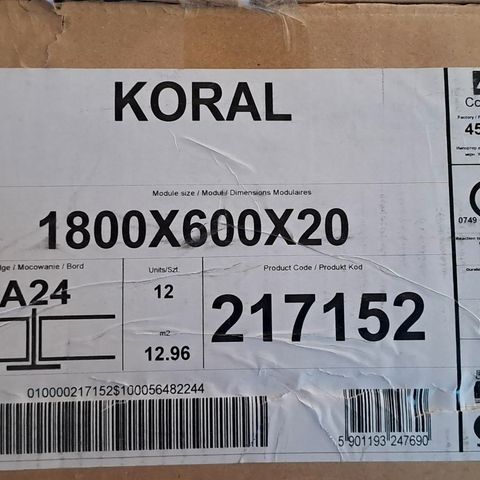 KORAL
Module size / Moduł / Dimensions Modulaires
1800X600X20
/ Mocowanie / Bord
A24
Units/Szt.
12
m2
12.96
Product Code / Produkt Kod
217152
010000217152$100056482244
5 901193 247690
Co
Factory /
45
0749